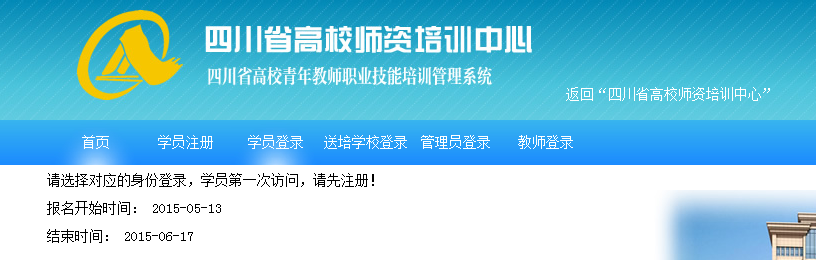 四川省高校师资培训中心
四川省高校青年教师职业技能培训管理系统
返回“四川省高校师资培训中心”
首页 学员注册 学员登录 送培学校登录 管理员登录 教师登录
请选择对应的身份登录，学员第一次访问，请先注册！
报名开始时间： 2015-05-13
结束时间： 2015-06-17